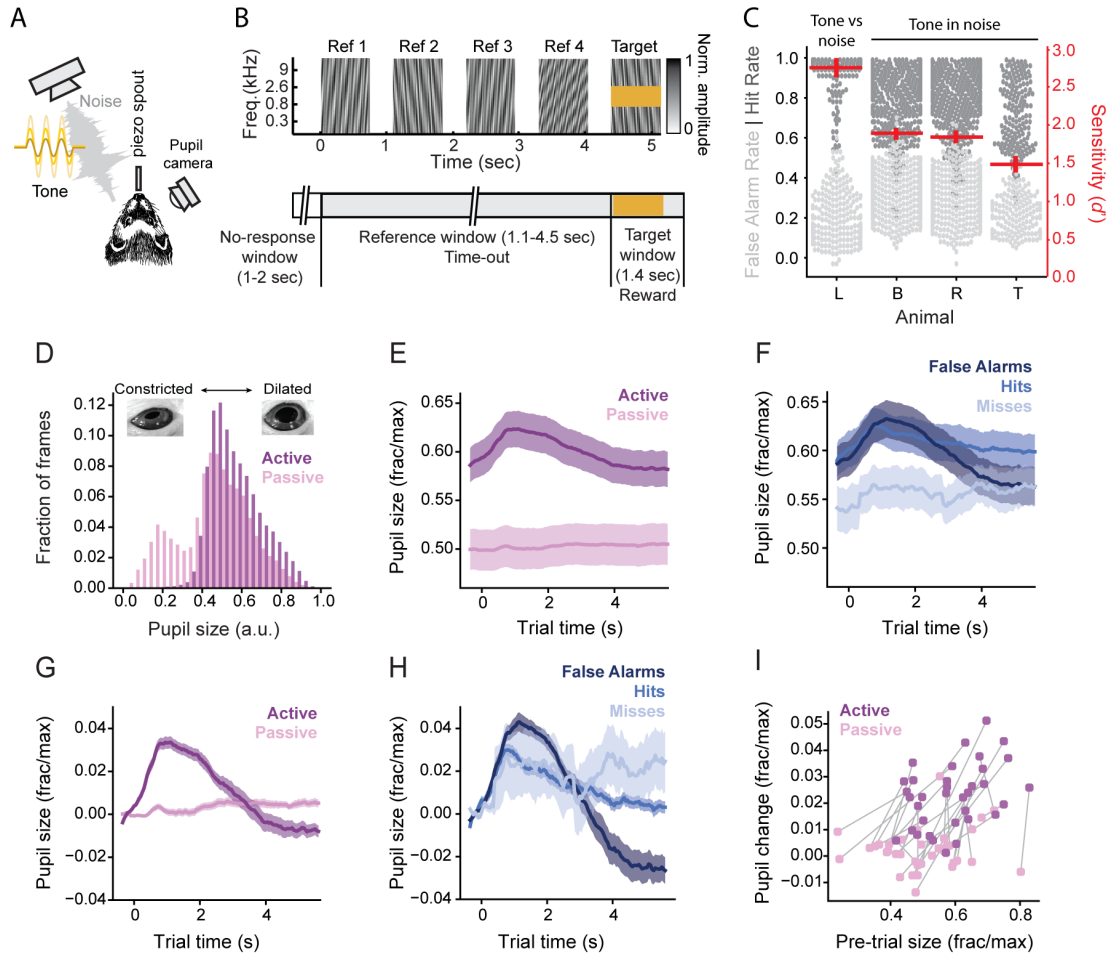 A
Noise
Tone
piezo spout
Pupil
camera
B
Ref 1 Ref 2 Ref 3 Ref 4 Target
Freq.(kHz)
9
2.6
0.8
0.3
0 1 2 3 4 5
Time (sec)
1
0
Norm. amplitude
No-response
window
(1-2 sec)
Reference window (1.1-4.5 sec)
Time-out
Target
window
(1.4 sec)
Reward
C
Tone vs
noise
Tone in noise
False Alarm Rate | Hit Rate
1.0
0.8
0.6
0.4
0.2
0.0
3.0
2.5
2.0
1.5
1.0
0.5
0.0
Sensitivity (d')
L B R T
Animal
D
Constricted Dilated
Active
Passive
Fraction of frames
0.12
0.10
0.08
0.06
0.04
0.02
0.00
0.0 0.2 0.4 0.6 0.8 1.0
Pupil size (a.u.)
E
Active
Passive
Pupil size (frac/max)
0.65
0.60
0.55
0.50
0 2 4
Trial time (s)
F
False Alarms
Hits
Misses
Pupil size (frac/max)
0.65
0.60
0.55
0.50
0 2 4
Trial time (s)
G
Active
Passive
Pupil size (frac/max)
0.04
0.02
0.00
−0.02
−0.04
0 2 4
Trial time (s)
H
False Alarms
Hits
Misses
Pupil size (frac/max)
0.04
0.02
0.00
−0.02
−0.04
0 2 4
Trial time (s)
I
Active
Passive
Pupil change (frac/max)
0.05
0.04
0.03
0.02
0.01
0.00
−0.01
0.4 0.6 0.8
Pre-trial size (frac/max)